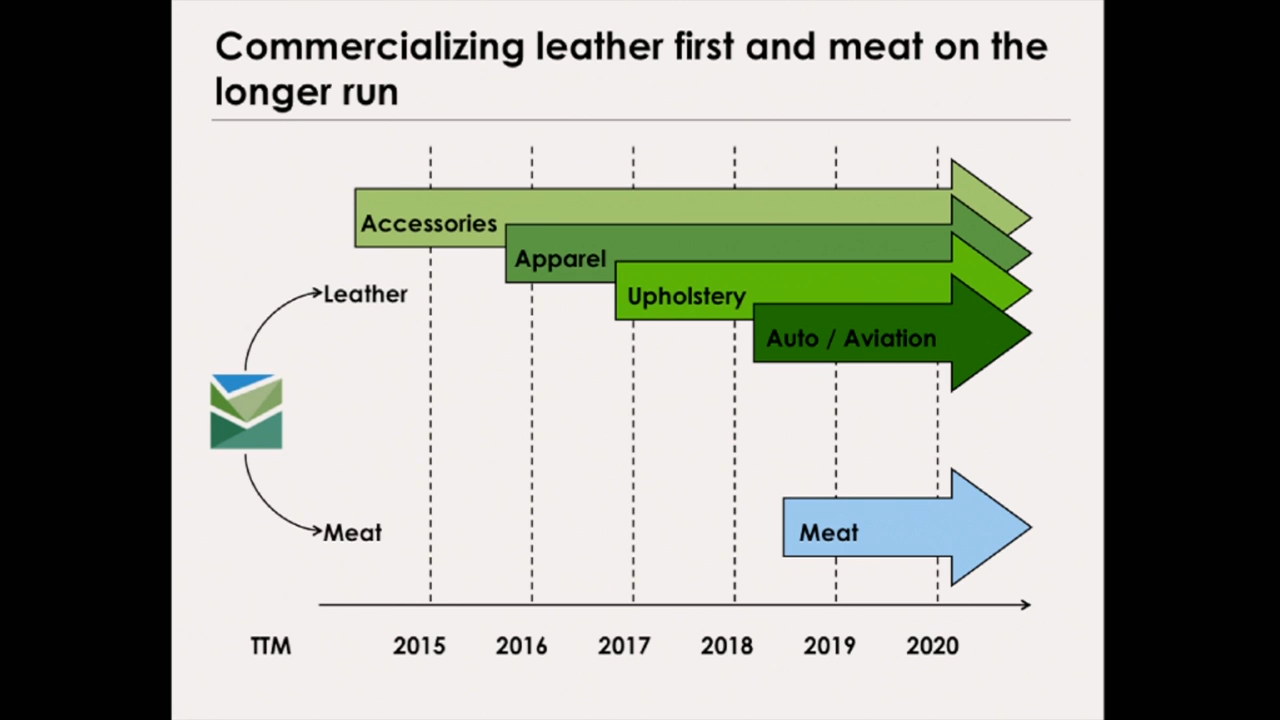 Commercializing leather first and meat on the
longer run
Accessories
Apparel
Leather
Upholstery
Auto / Aviation
Meat
Meat
TTM 2015 2016 2017 2018 2019 2020